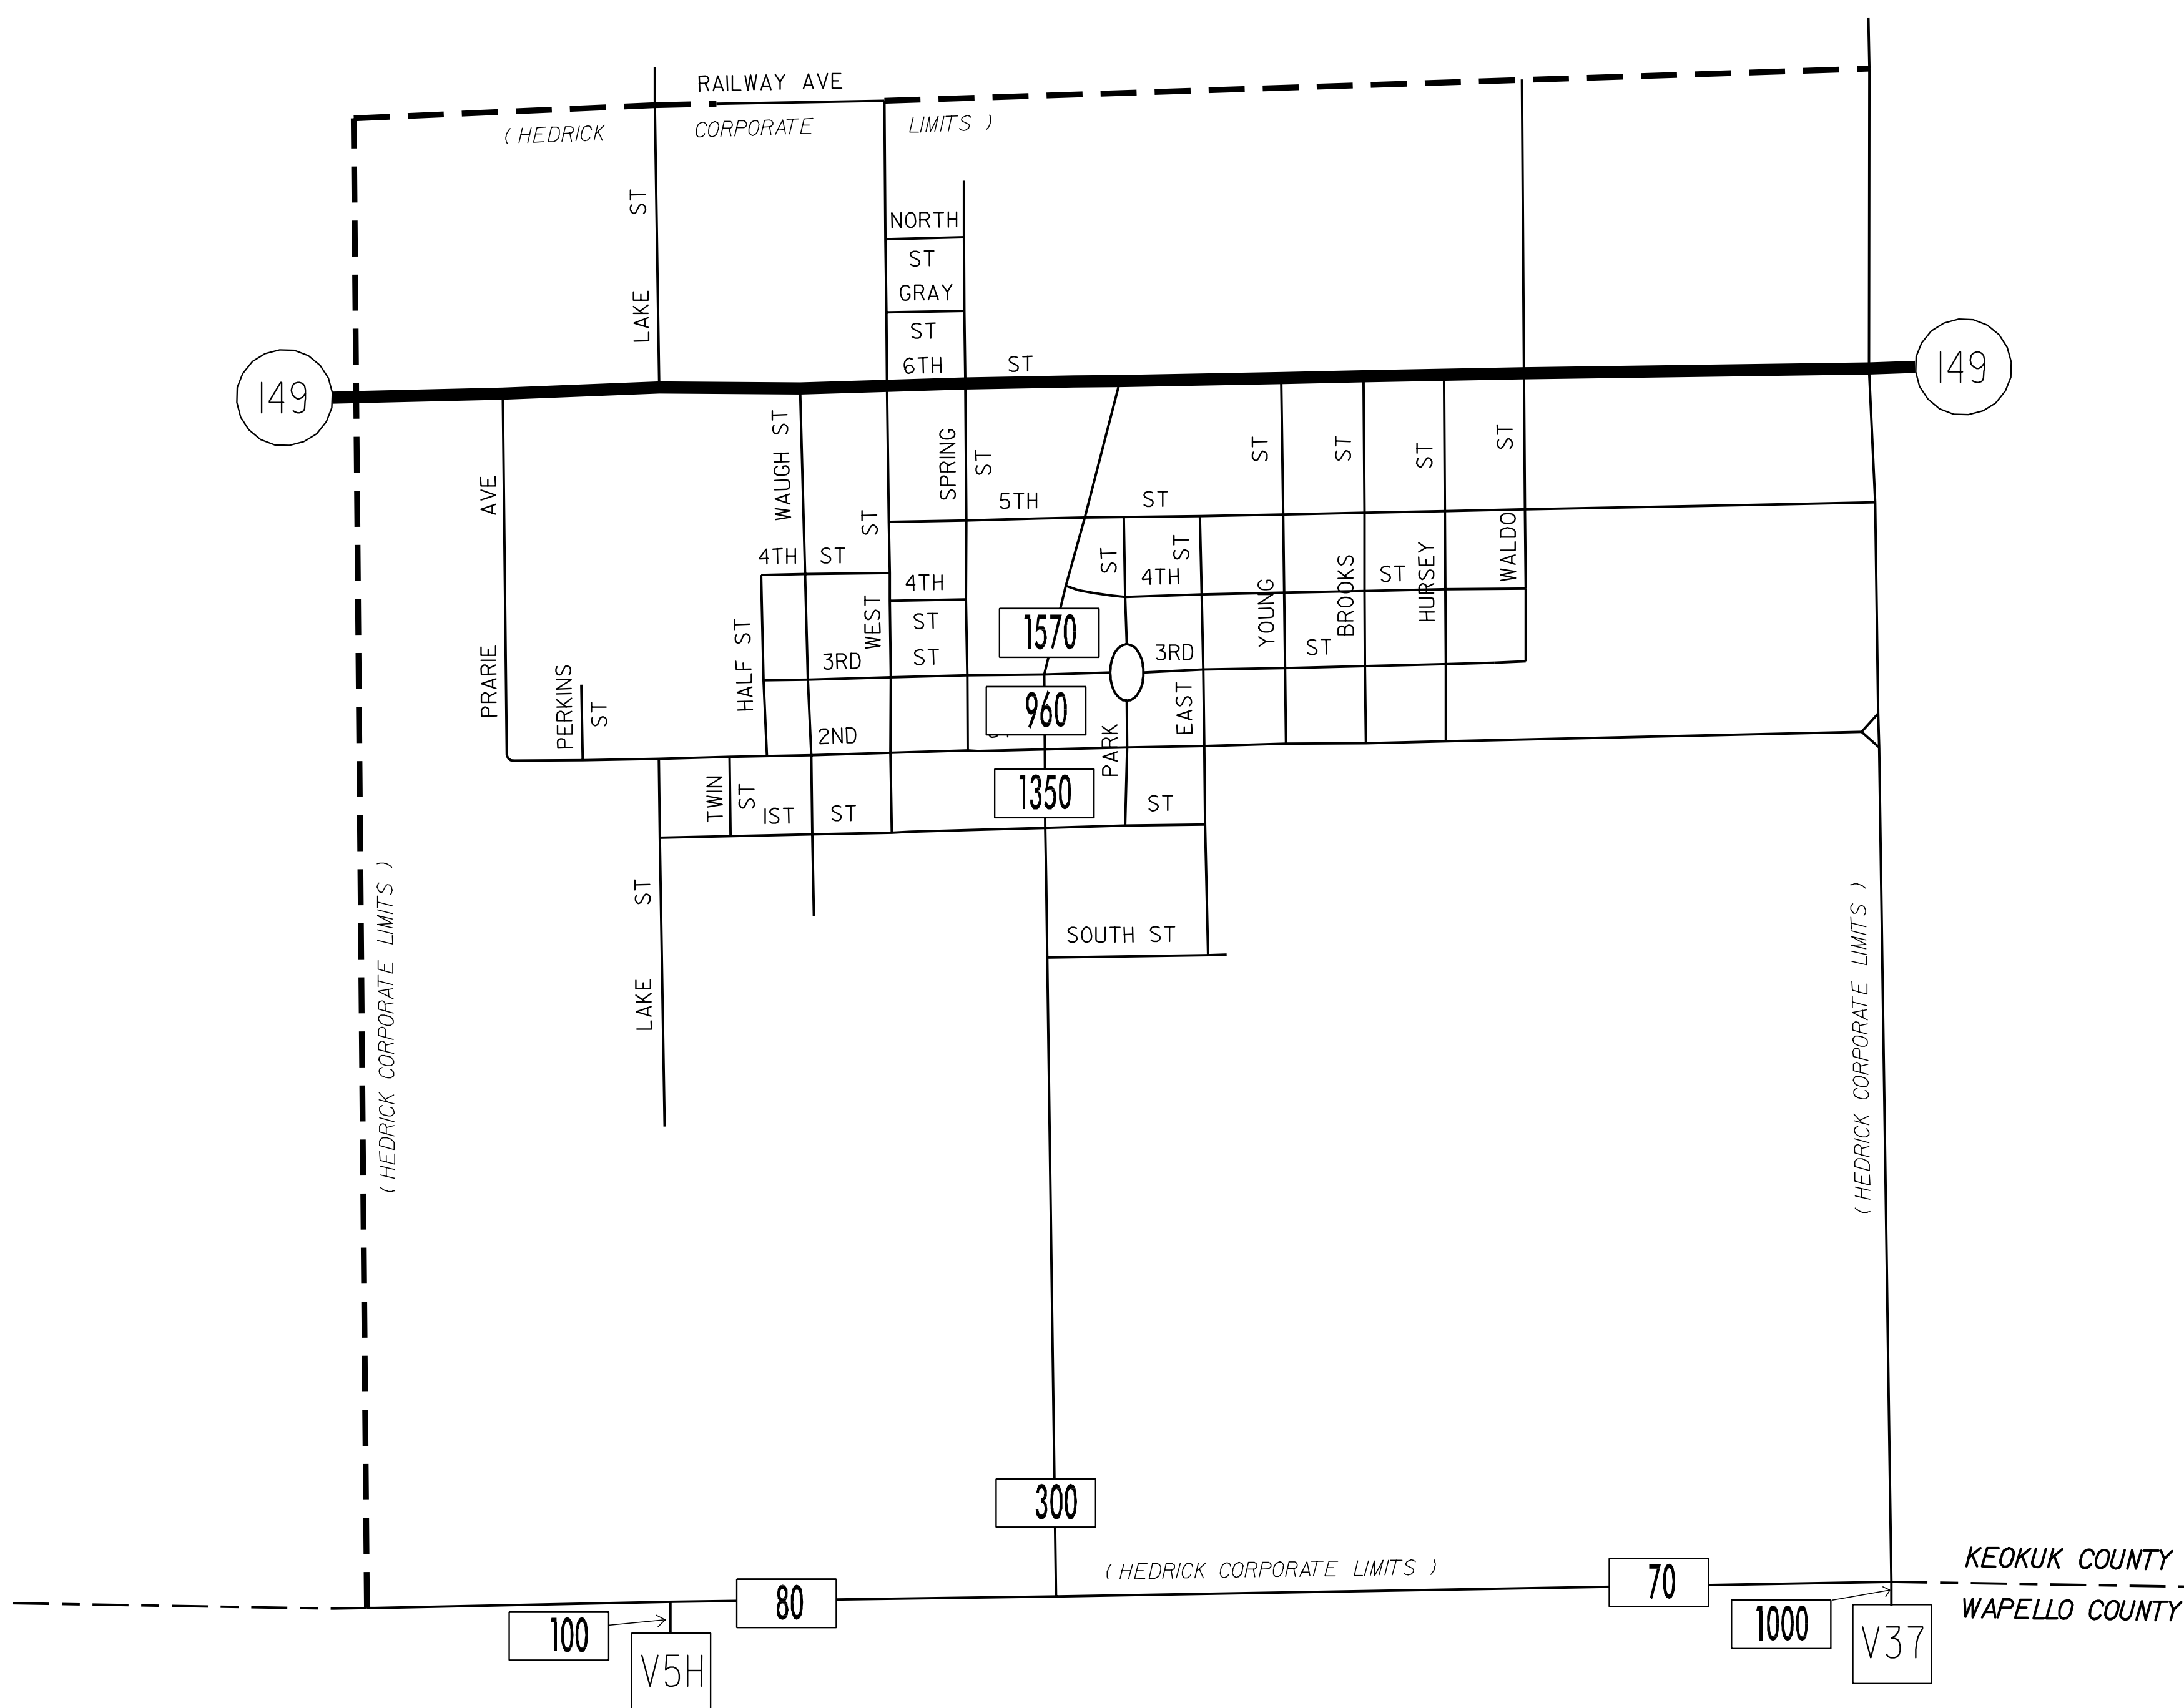 RAILWAY AVE
( HEDRICK CORPORATE LIMITS )
LAKE ST
NORTH
ST
GRAY
ST
6TH ST
149
149
PRARIE AVE
WAUGH ST
WEST ST
SPRING
ST
5TH ST
YOUNG ST
BROOKS ST
HURSEY ST
WALDO ST
4TH ST
4TH
ST
PARK ST
EAST ST
4TH ST
HALF ST
1570
3RD ST
3RD ST
PERKINS
ST
960
2ND
TWIN
ST
1350
1ST ST
ST
LAKE ST
SOUTH ST
( HEDRICK CORPORATE LIMITS )
( HEDRICK CORPORATE LIMITS )
300
( HEDRICK CORPORATE LIMITS )
70
80
100
V5H
1000
V37
KEOKUK COUNTY
WAPELLO COUNTY